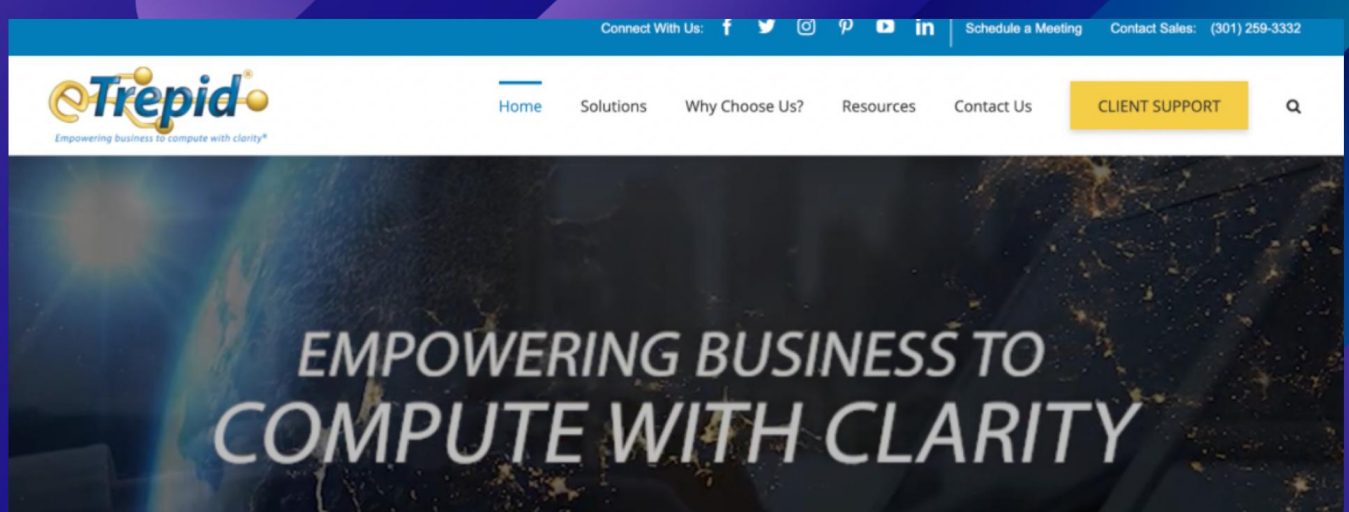 Connect With Us: Schedule a Meeting Contact Sales: (301) 259-3332
eTrepid®
Empowering business to compute with clarity®
Home Solutions Why Choose Us? Resources Contact Us CLIENT SUPPORT
EMPOWERING BUSINESS TO
COMPUTE WITH CLARITY